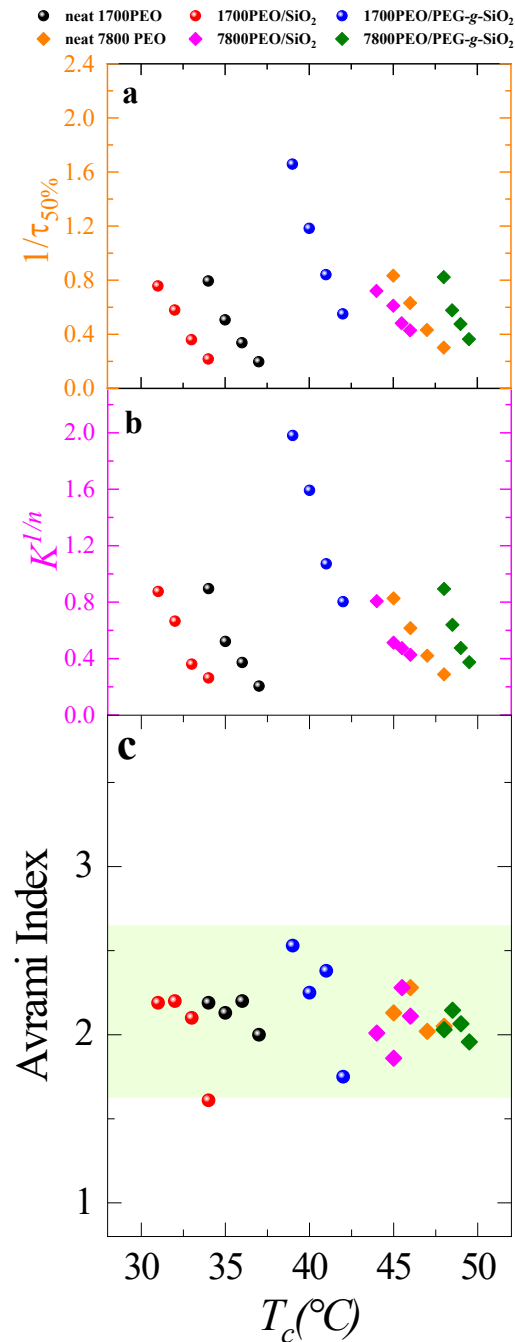 neat 1700PEO 1700PEO/SiO₂ 1700PEO/PEG-g-SiO₂
neat 7800 PEO 7800PEO/SiO₂ 7800PEO/PEG-g-SiO₂
2.4
a
2.0
1.6
1.2
0.8
0.4
0.0
1/τ50%
b
2.0
1.6
1.2
0.8
0.4
0.0
K^1/n
c
3
2
1
Avrami Index
30 35 40 45 50
Tc(°C)